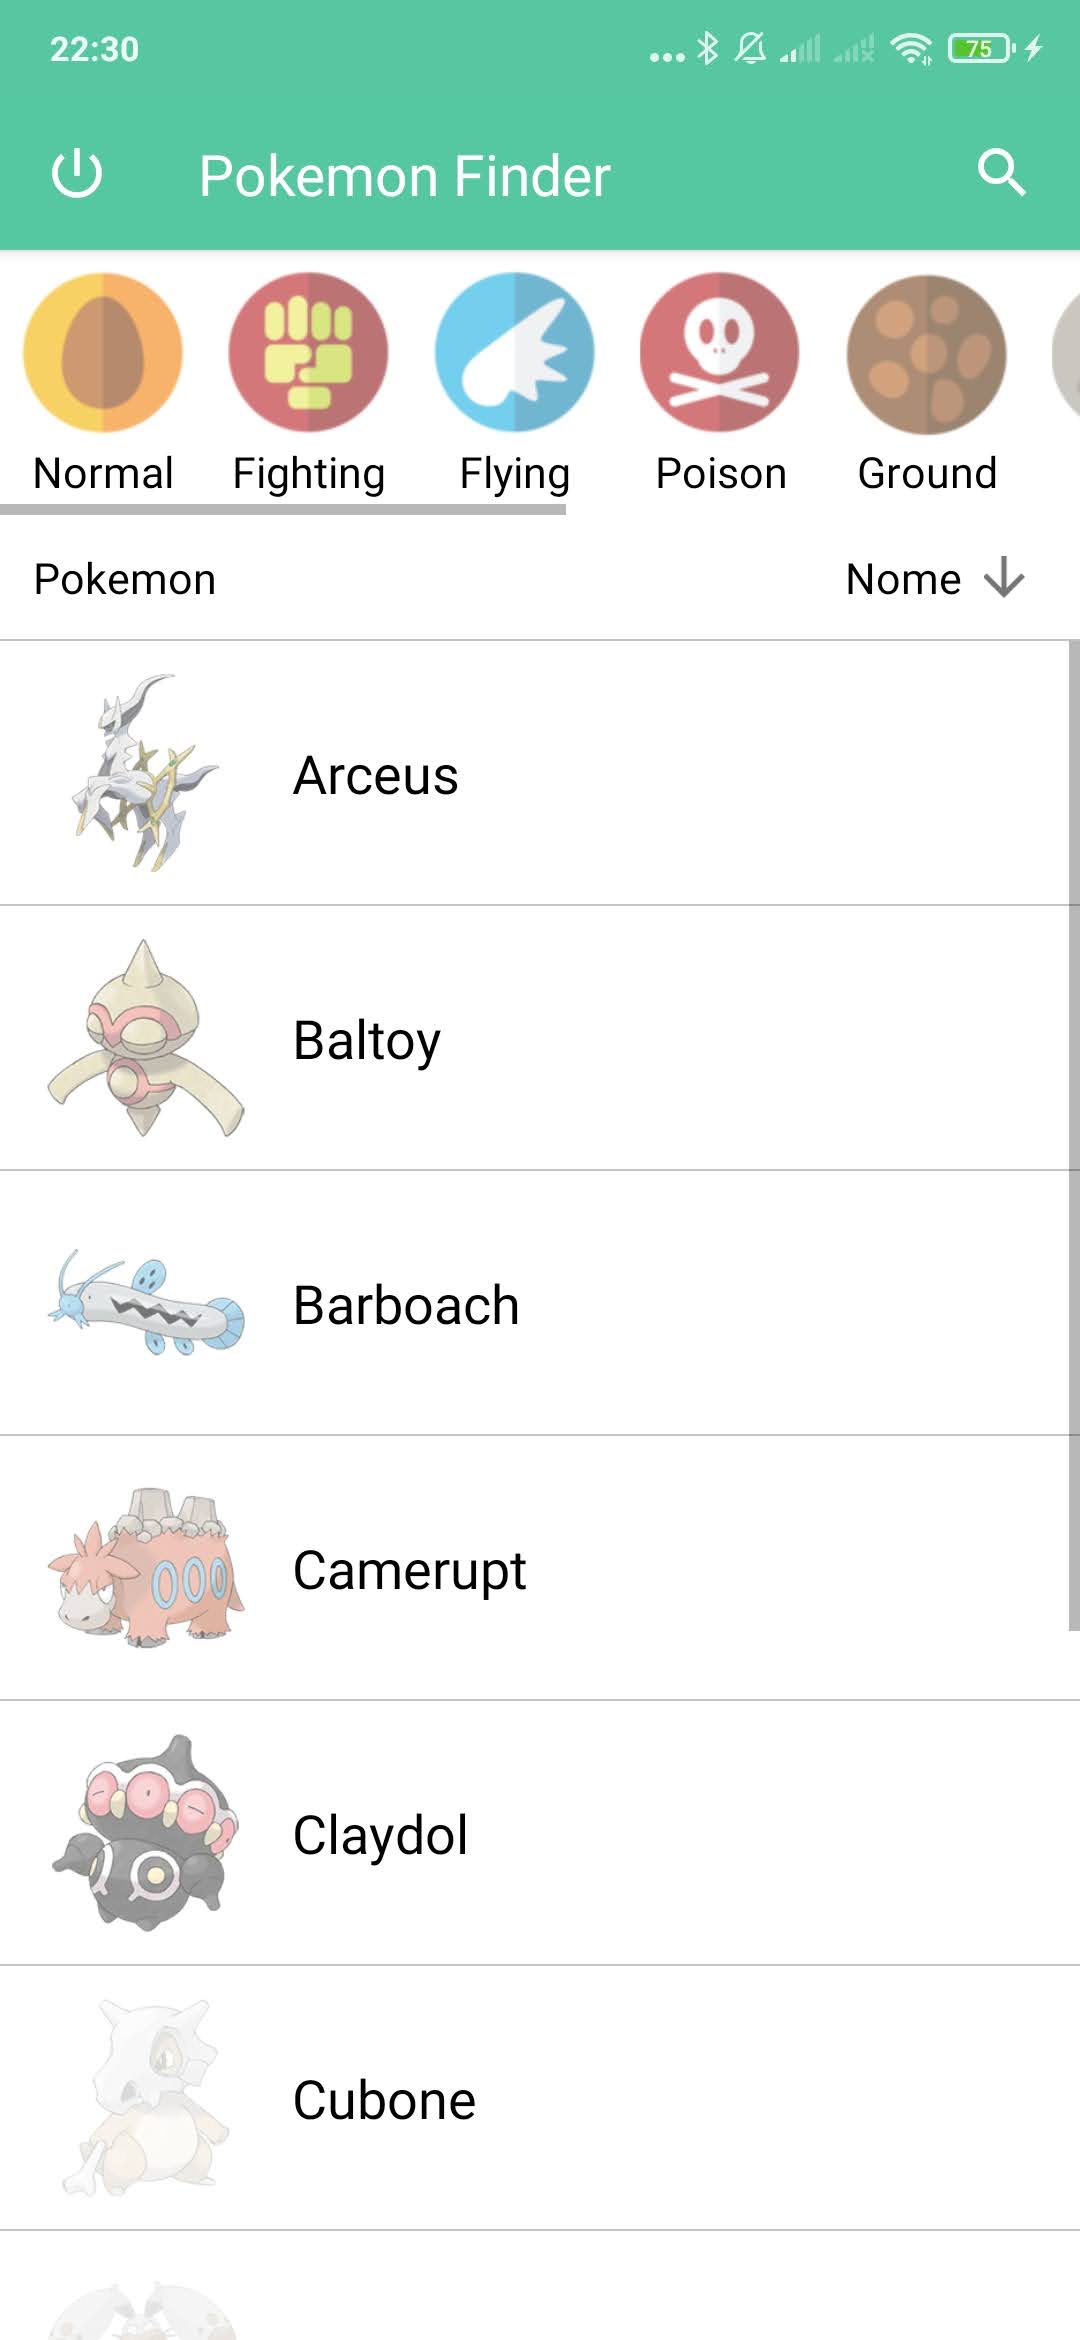 22:30
75
Pokemon Finder
Normal Fighting Flying Poison Ground
Pokemon Nome
Arceus
Baltoy
Barboach
Camerupt
Claydol
Cubone